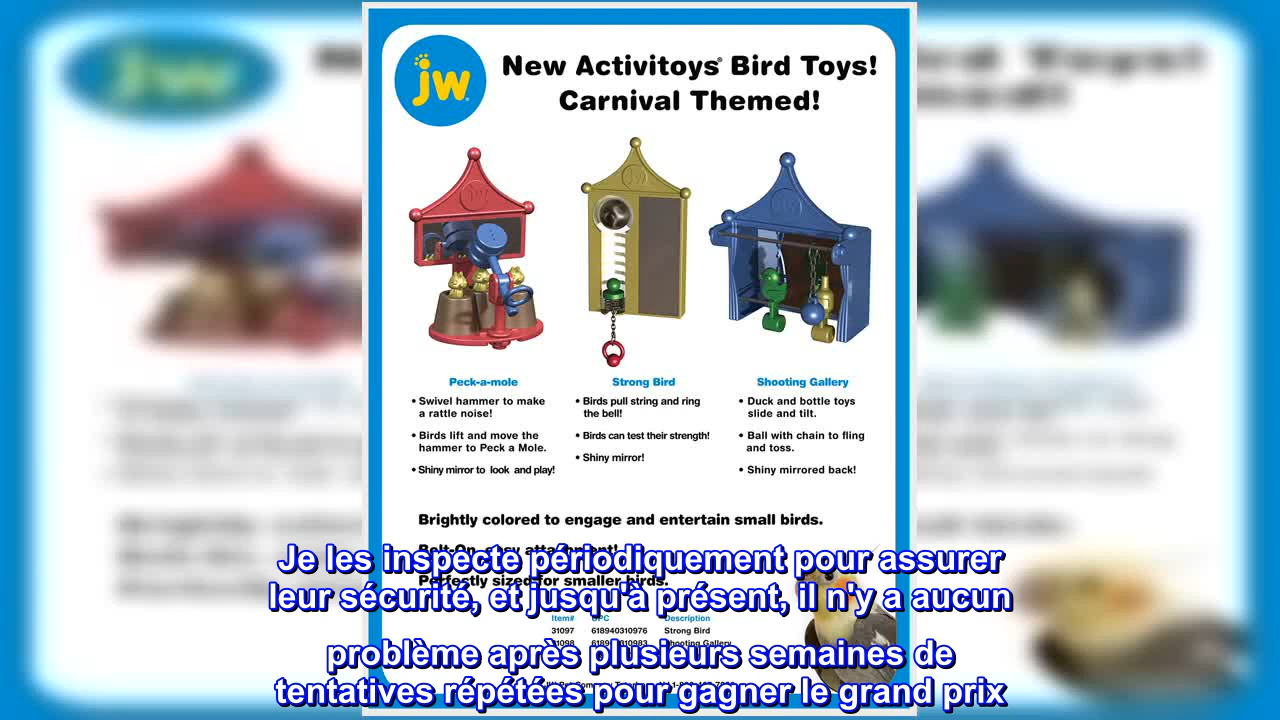 jw
New Activitoys® Bird Toys!
Carnival Themed!
Peck-a-mole
• Swivel hammer to make
a rattle noise!
• Birds lift and move the
hammer to Peck a Mole.
• Shiny mirror to look and play!
Strong Bird
• Birds pull string and ring
the bell!
• Birds can test their strength!
• Shiny mirror!
Shooting Gallery
• Duck and bottle toys
slide and tilt.
• Ball with chain to fling
and toss.
• Shiny mirrored back!
Brightly colored to engage and entertain small birds.
Perfectly sized for smaller birds.
Item# UPC Description
31097 618940310976 Strong Bird
Shooting Gallery
Je les inspecte périodiquement pour assurer
leur sécurité, et jusqu'à présent, il n'y a aucun
problème après plusieurs semaines de
tentatives répétées pour gagner le grand prix